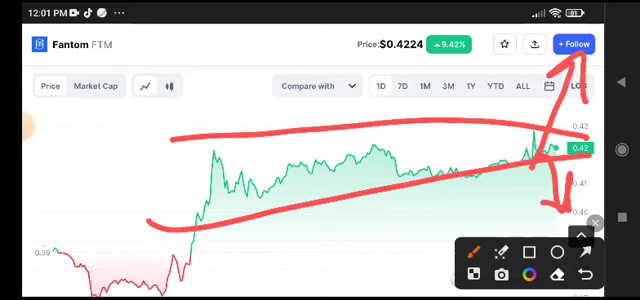 12:01 PM
81
Fantom FTM
Price: $0.4224
9.42%
+ Follow
Price
Market Cap
Compare with
1D 7D 1M 3M 1Y YTD ALL
0.43
0.42
0.41
0.40
0.39